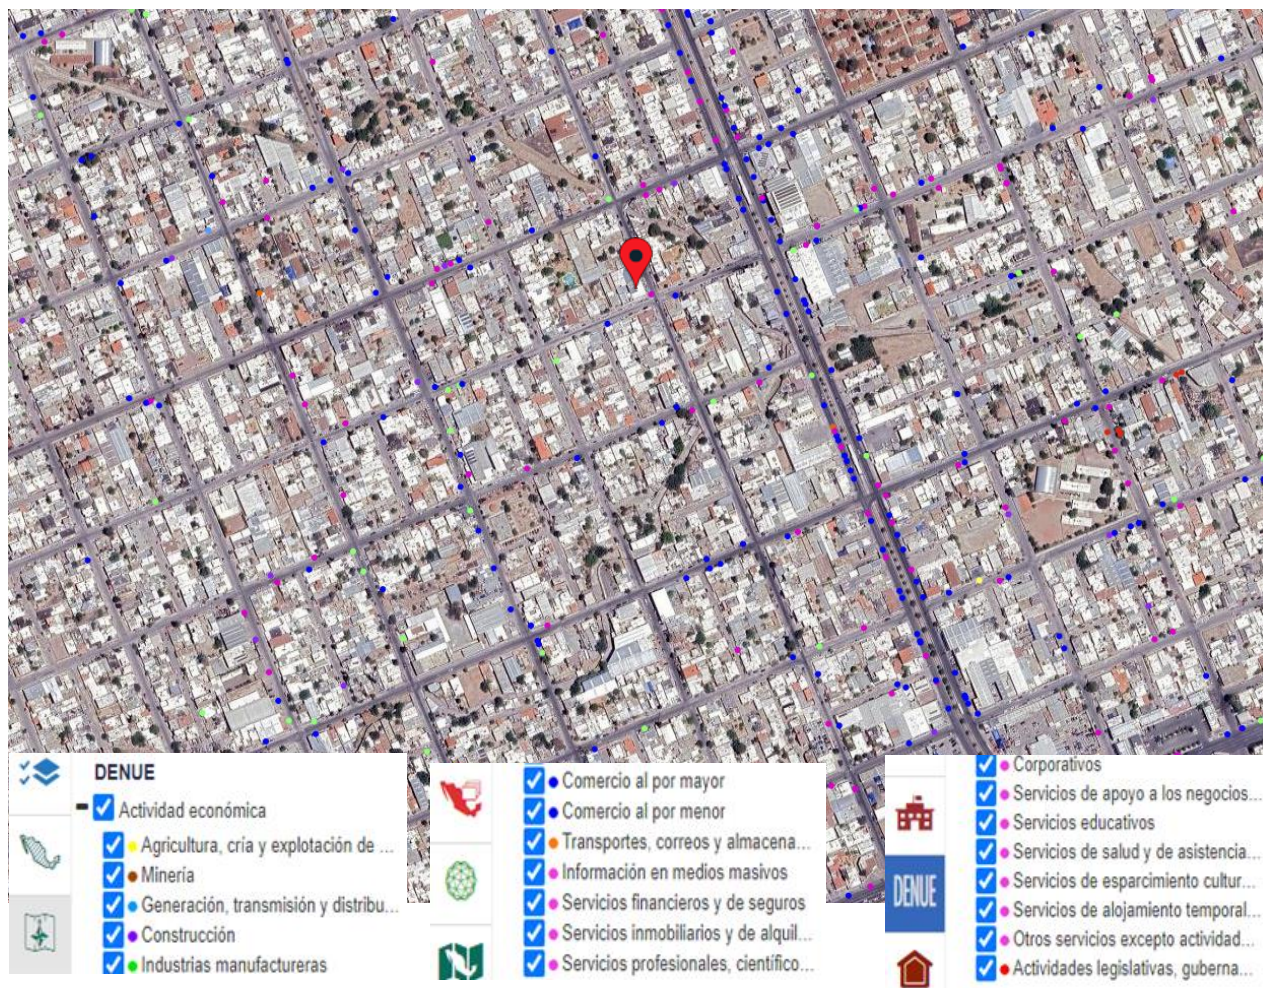 DENUE
Actividad económica
Agricultura, cría y explotación de ...
Minería
Generación, transmisión y distribu...
Construcción
Industrias manufactureras
Comercio al por mayor
Comercio al por menor
Transportes, correos y almacena...
Información en medios masivos
Servicios financieros y de seguros
Servicios inmobiliarios y de alquil...
Servicios profesionales, científico...
Corporativos
Servicios de apoyo a los negocios...
Servicios educativos
Servicios de salud y de asistencia...
Servicios de esparcimiento cultur...
Servicios de alojamiento temporal...
Otros servicios excepto actividad...
Actividades legislativas, guberna...
DENUE